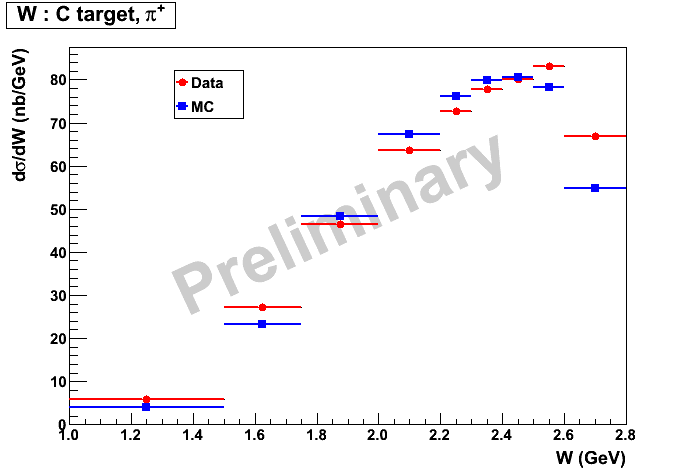 W : C target, π+
dσ/dW (nb/GeV)
80
70
60
50
40
30
20
10
0
Data
MC
Preliminary
1.0 1.2 1.4 1.6 1.8 2.0 2.2 2.4 2.6 2.8
W (GeV)